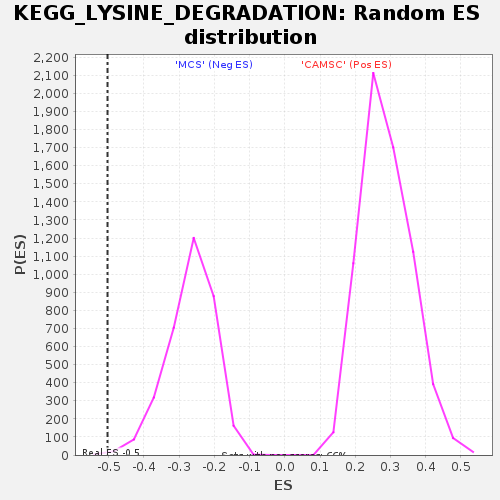 KEGG_LYSINE_DEGRADATION: Random ES
distribution
'MCS' (Neg ES) 'CAMSC' (Pos ES)
2,200
2,100
2,000
1,900
1,800
1,700
1,600
1,500
1,400
1,300
1,200
1,100
1,000
900
800
700
600
500
400
300
200
100
0
P(ES)
Real ES -0.5
Sets with
-0.5 -0.4 -0.3 -0.2 -0.1 0.0 0.1 0.2 0.3 0.4 0.5
ES